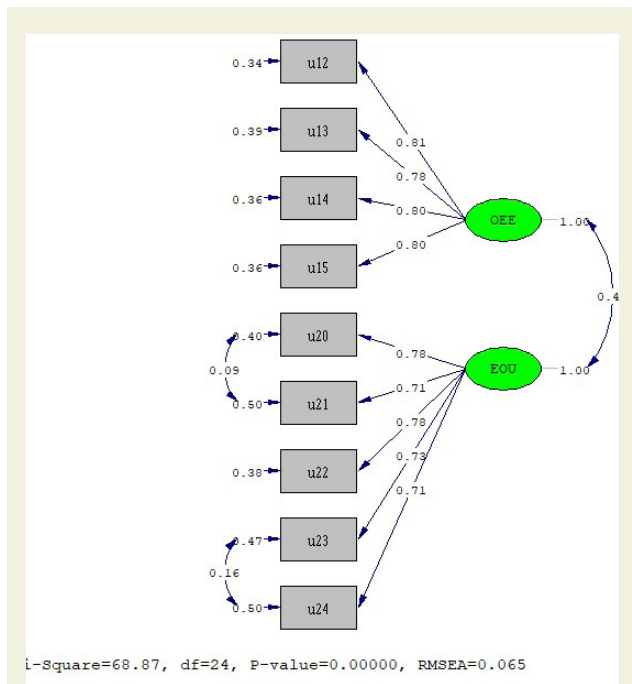 0.34 u12
0.81
0.39 u13
0.78
0.36 u14
0.80
OEE 1.00
0.36 u15
0.80
0.4
0.40 u20
0.78
0.09
EOU 1.00
0.50 u21
0.71
0.78
0.38 u22
0.73
0.71
0.47 u23
0.16
0.50 u24
i-Square=68.87, df=24, P-value=0.00000, RMSEA=0.065